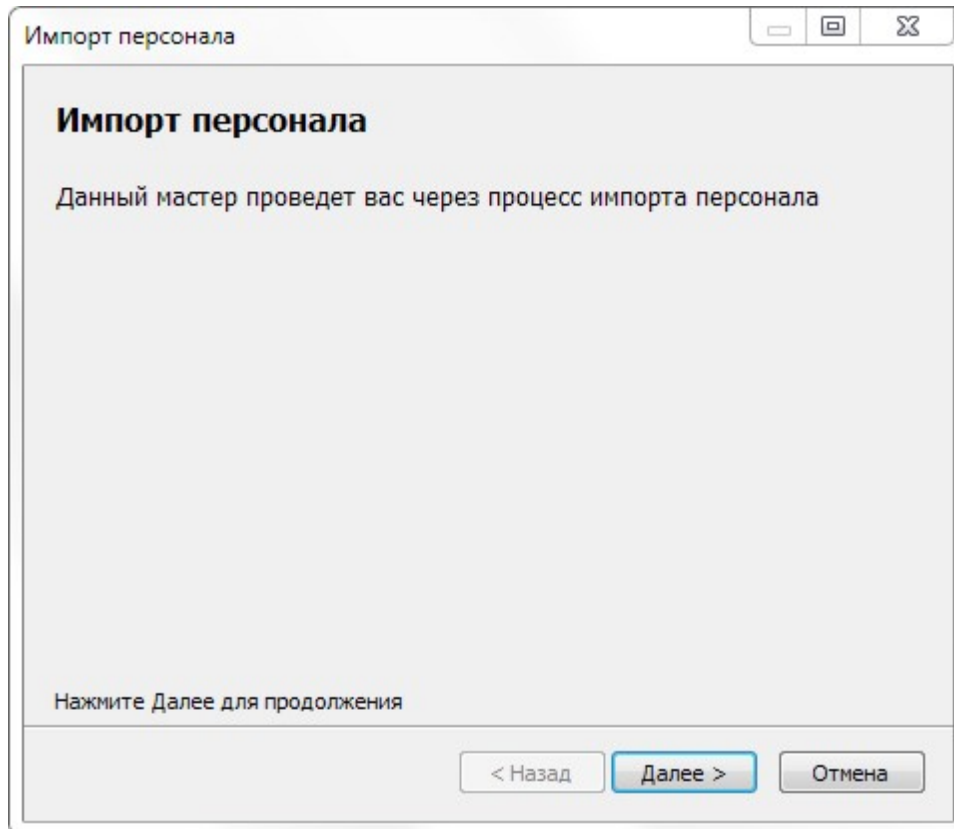 Импорт персонала
Импорт персонала
Данный мастер проведет вас через процесс импорта персонала
Нажмите Далее для продолжения
< Назад Далее > Отмена